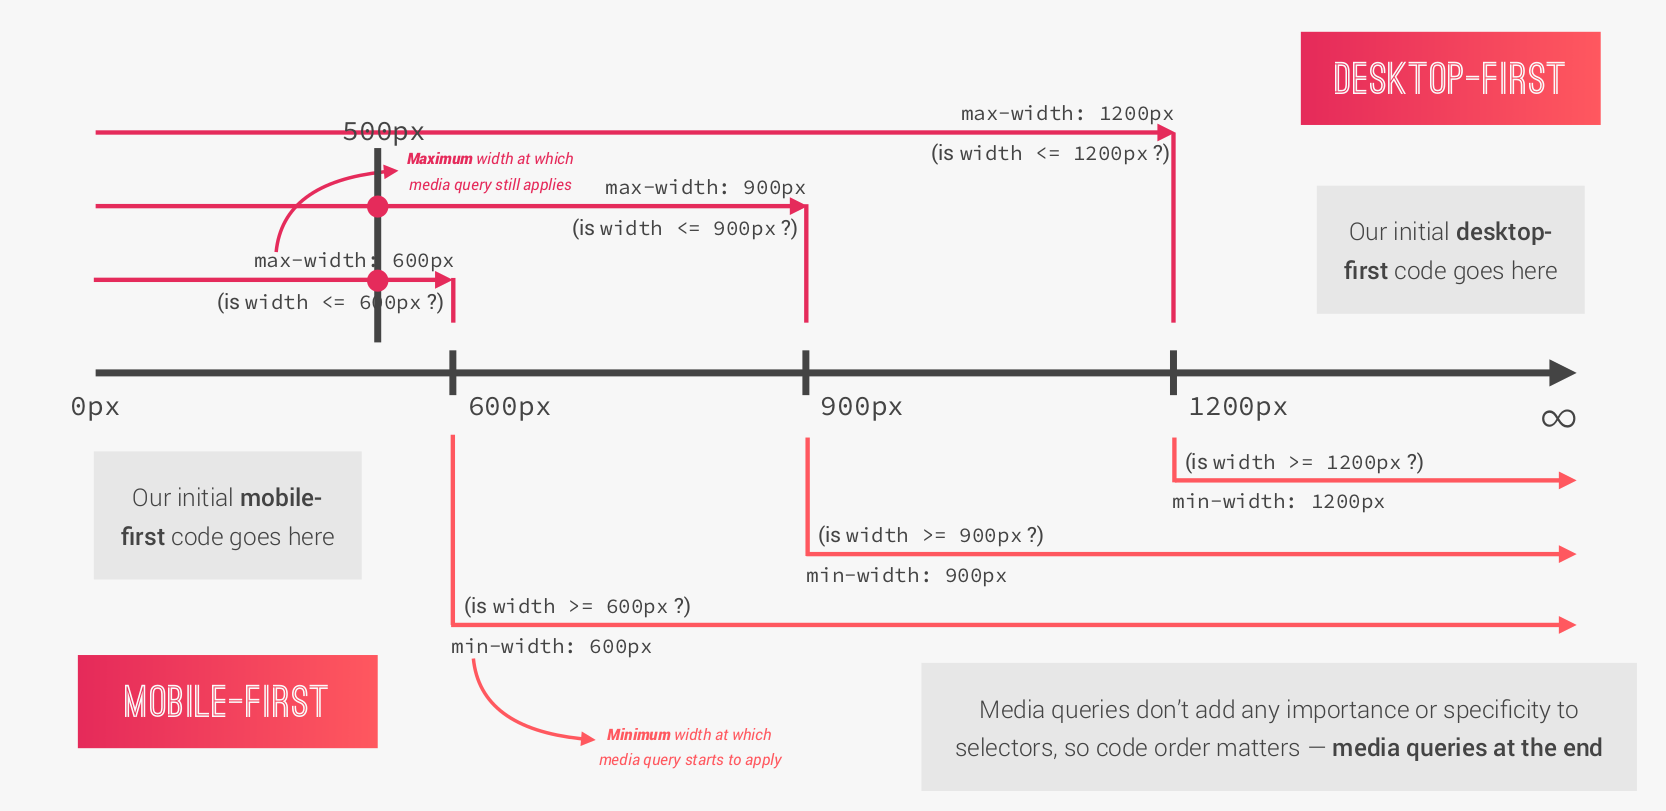 DESKTOP-FIRST
max-width: 1200px
500px
(is width <= 1200px ?)
Maximum width at which
media query still applies
max-width: 900px
(is width <= 900px ?)
Our initial desktop-
first code goes here
max-width: 600px
(is width <= 600px ?)
0px
600px
900px
1200px
∞
(is width >= 1200px ?)
min-width: 1200px
Our initial mobile-
first code goes here
(is width >= 900px ?)
min-width: 900px
(is width >= 600px ?)
min-width: 600px
MOBILE-FIRST
Minimum width at which
media query starts to apply
Media queries don’t add any importance or specificity to
selectors, so code order matters — media queries at the end